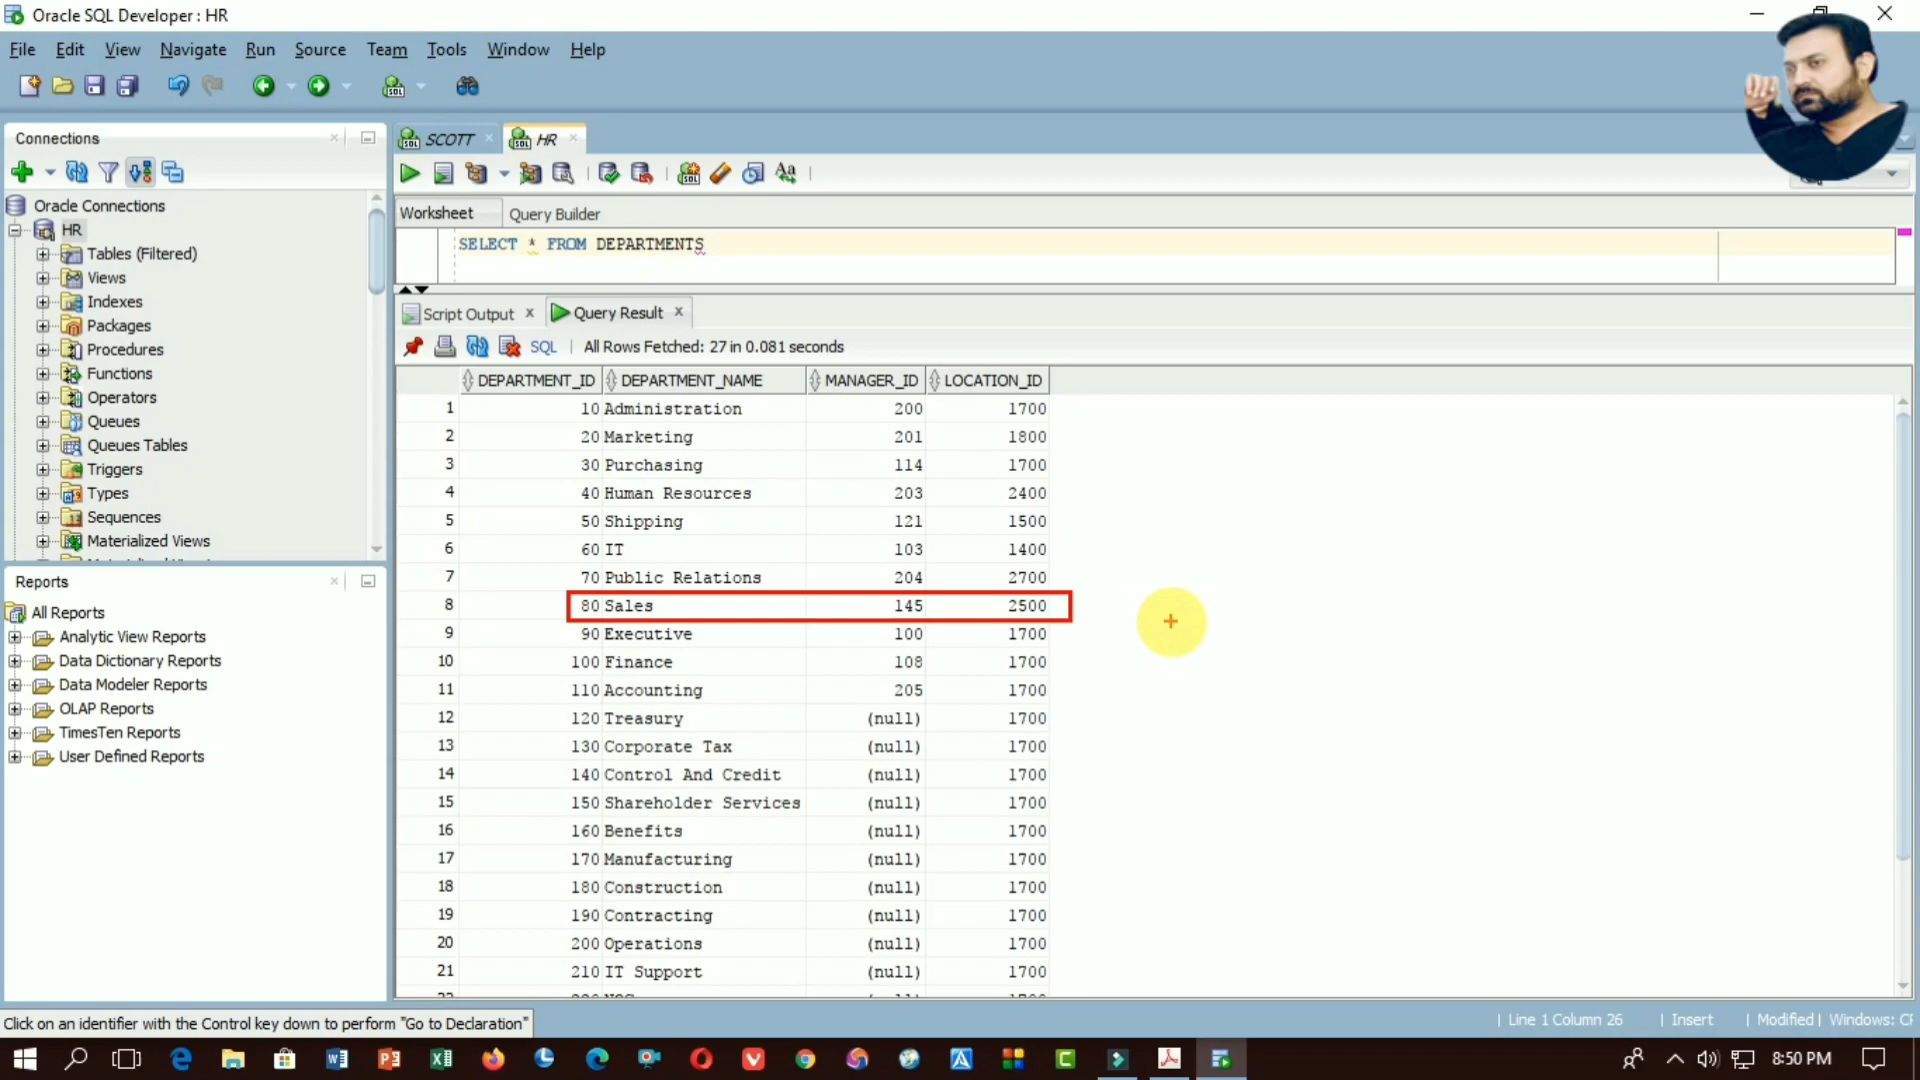 Oracle SQL Developer : HR
File Edit View Navigate Run Source Team Tools Window Help
Connections
SCOTT
HR
Oracle Connections
HR
Tables (Filtered)
Views
Indexes
Packages
Procedures
Functions
Operators
Queues
Queues Tables
Triggers
Types
Sequences
Materialized Views
Reports
All Reports
Analytic View Reports
Data Dictionary Reports
Data Modeler Reports
OLAP Reports
TimesTen Reports
User Defined Reports
Worksheet Query Builder
SELECT * FROM DEPARTMENTS
Script Output Query Result
SQL All Rows Fetched: 27 in 0.081 seconds
DEPARTMENT_ID DEPARTMENT_NAME MANAGER_ID LOCATION_ID
1 10 Administration 200 1700
2 20 Marketing 201 1800
3 30 Purchasing 114 1700
4 40 Human Resources 203 2400
5 50 Shipping 121 1500
6 60 IT 103 1400
7 70 Public Relations 204 2700
8 80 Sales 145 2500
9 90 Executive 100 1700
10 100 Finance 108 1700
11 110 Accounting 205 1700
12 120 Treasury (null) 1700
13 130 Corporate Tax (null) 1700
14 140 Control And Credit (null) 1700
15 150 Shareholder Services (null) 1700
16 160 Benefits (null) 1700
17 170 Manufacturing (null) 1700
18 180 Construction (null) 1700
19 190 Contracting (null) 1700
20 200 Operations (null) 1700
21 210 IT Support (null) 1700
Click on an identifier with the Control key down to perform "Go to Declaration"
Line 1 Column 26 Insert Modified Windows: CF
8:50 PM